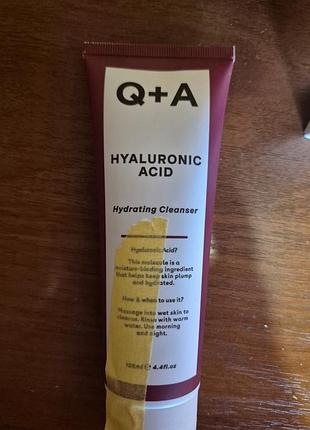 Q+A
HYALURONIC
ACID
Hydrating Cleanser
Hyaluronic Acid?
This molecule is a
moisture-binding ingredient
that helps keep skin plump
and hydrated.
How & when to use it?
Massage into wet skin to
cleanse. Rinse with warm
water. Use morning
and night.
125ml ℮ 4.4fl.oz